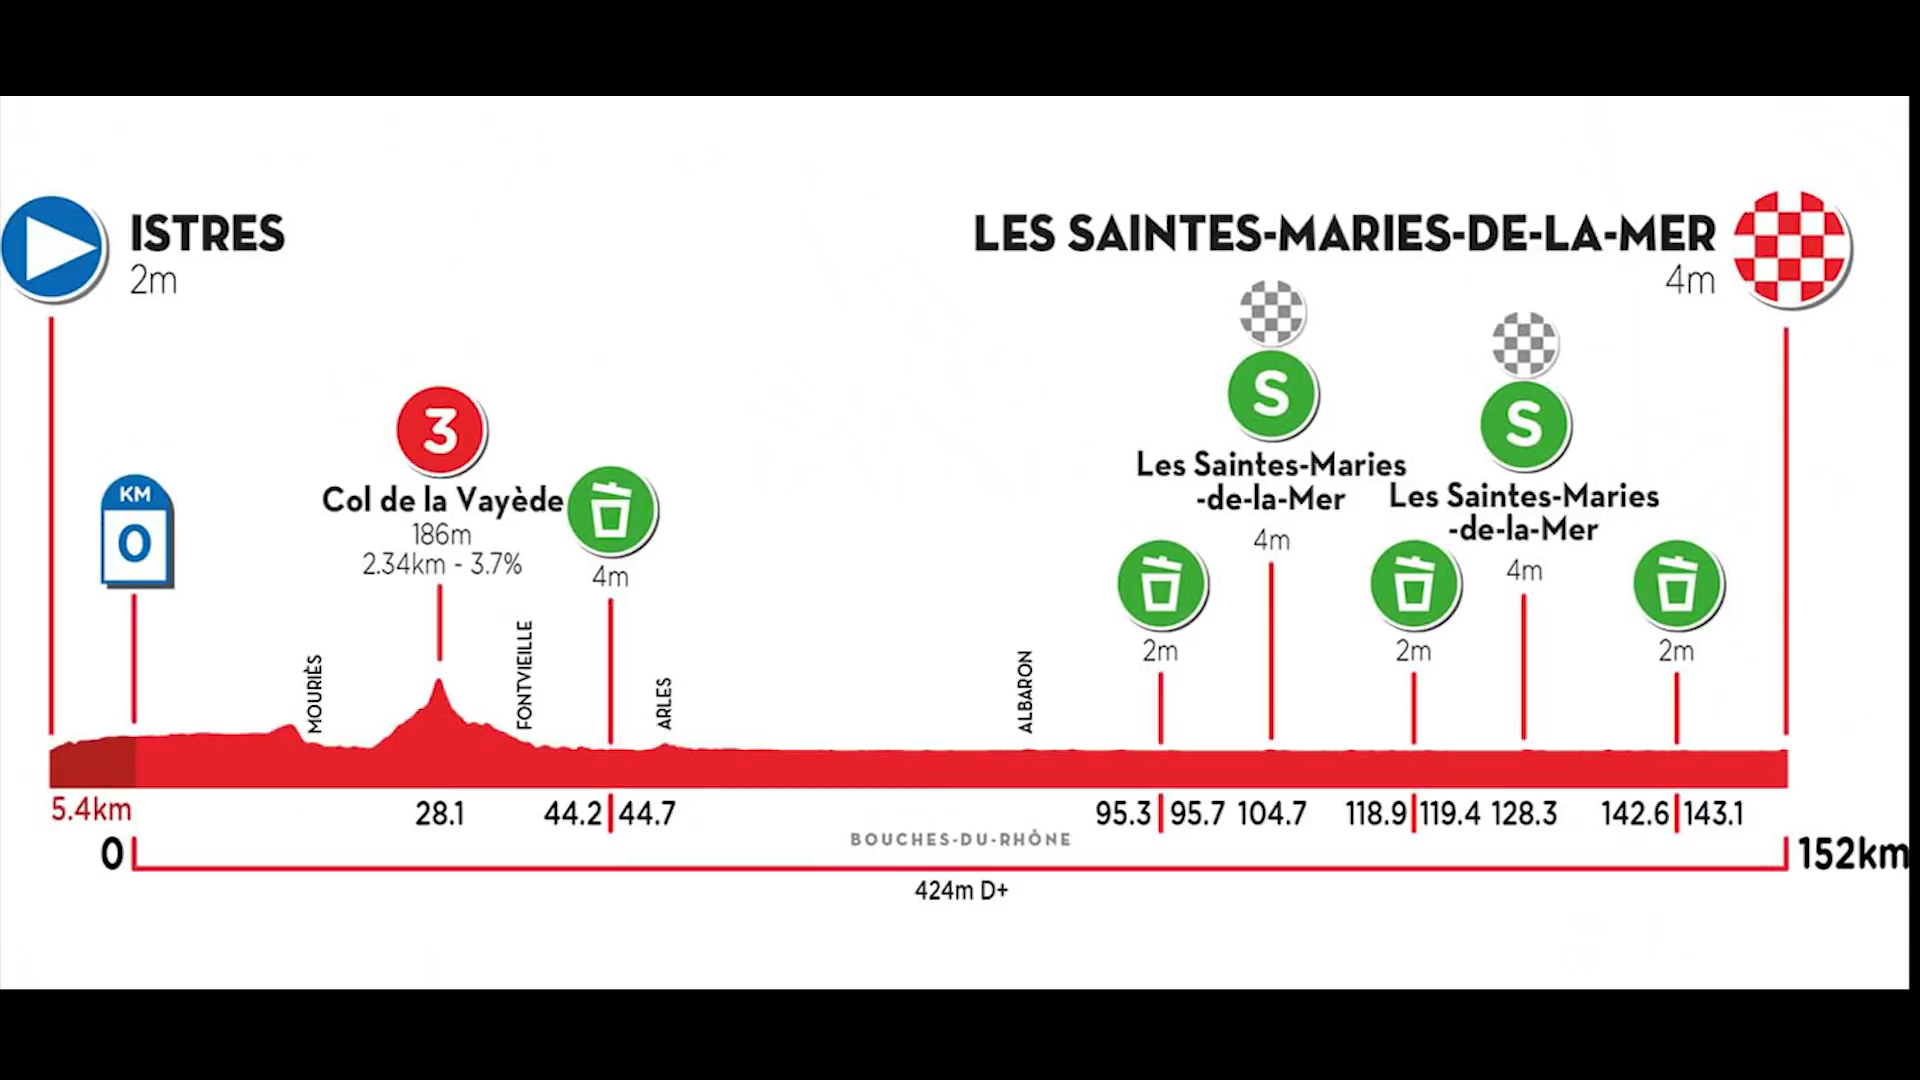 ISTRES
2m
LES SAINTES-MARIES-DE-LA-MER
4m
KM
0
3
Col de la Vayède
186m
2.34km - 3.7%
4m
S
Les Saintes-Maries
-de-la-Mer
4m
S
Les Saintes-Maries
-de-la-Mer
4m
2m
2m
2m
MOURIÈS
FONTVIEILLE
ARLES
ALBARON
5.4km
28.1
44.2 44.7
95.3 95.7 104.7
118.9 119.4 128.3
142.6 143.1
BOUCHES-DU-RHÔNE
0
152km
424m D+